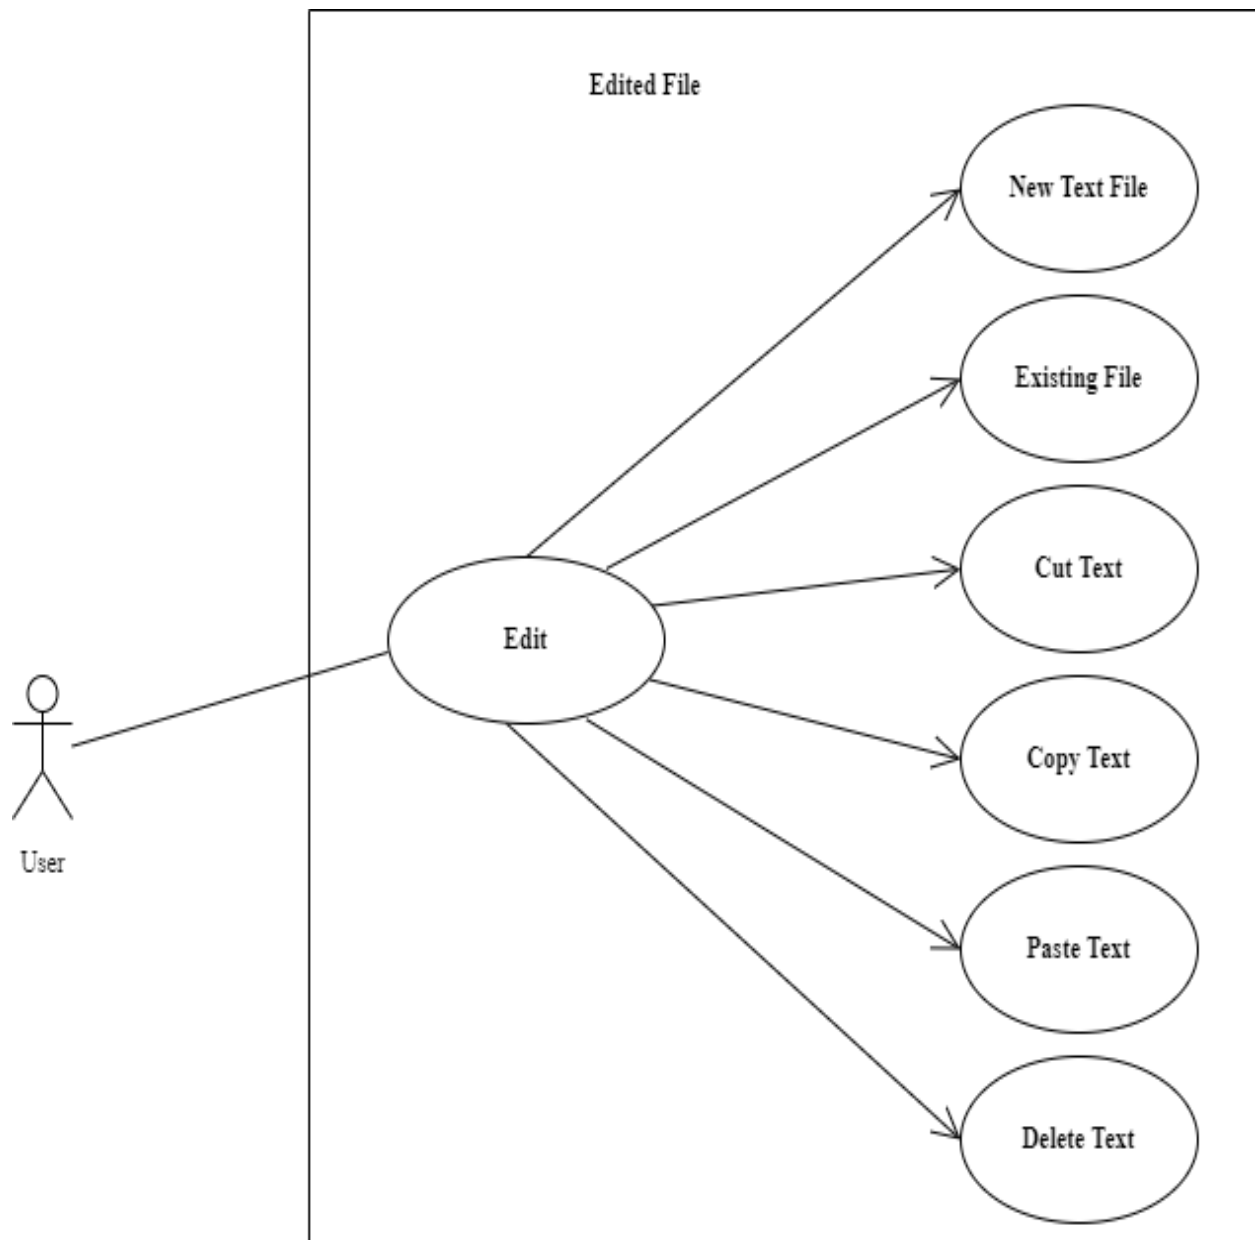 Edited File
New Text File
Existing File
Cut Text
Edit
Copy Text
User
Paste Text
Delete Text